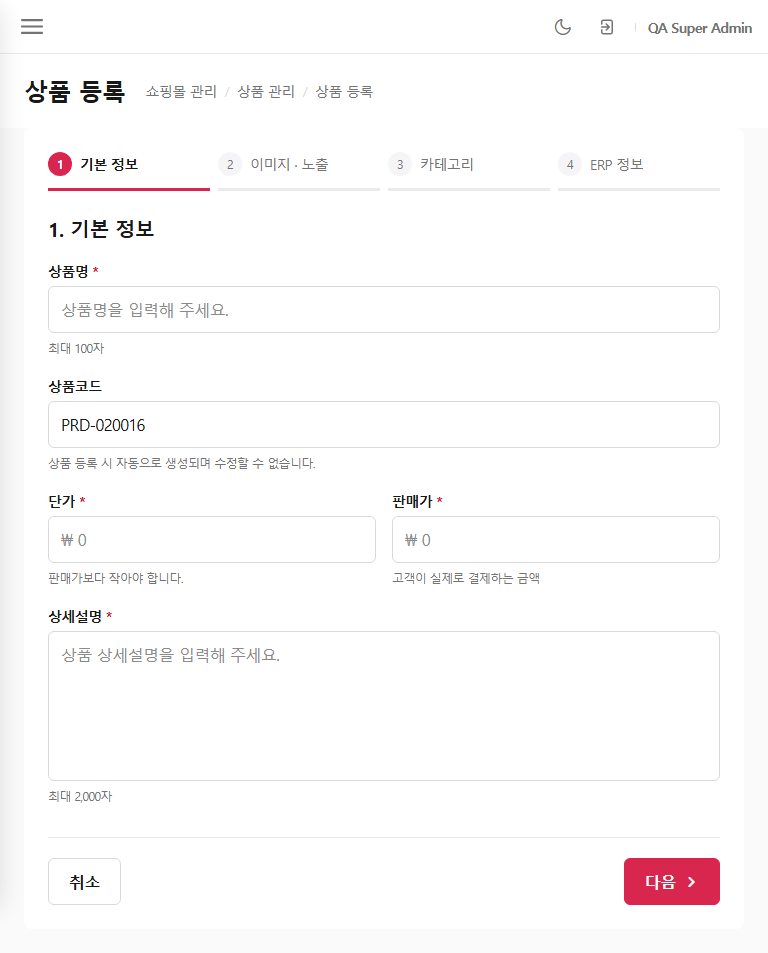 QA Super Admin
상품 등록 쇼핑몰 관리 / 상품 관리 / 상품 등록
1 기본 정보 2 이미지 · 노출 3 카테고리 4 ERP 정보
1. 기본 정보
상품명 *
상품명을 입력해 주세요.
최대 100자
상품코드
PRD-020016
상품 등록 시 자동으로 생성되며 수정할 수 없습니다.
단가 * 판매가 *
₩ 0 ₩ 0
판매가보다 작아야 합니다. 고객이 실제로 결제하는 금액
상세설명 *
상품 상세설명을 입력해 주세요.
최대 2,000자
취소 다음